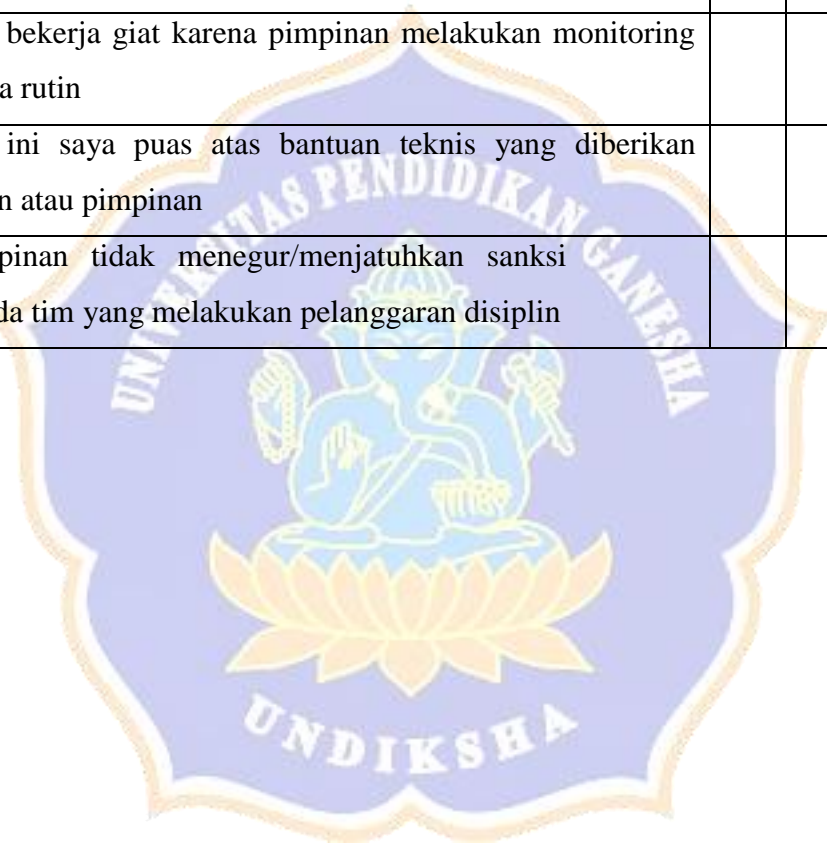 bekerja giat karena pimpinan melakukan monitoring
a rutin
ini saya puas atas bantuan teknis yang diberikan
n atau pimpinan
pinan tidak menegur/menjatuhkan sanksi
da tim yang melakukan pelanggaran disiplin
UNIVERSITAS PENDIDIKAN GANESHA
UNDIKSHA